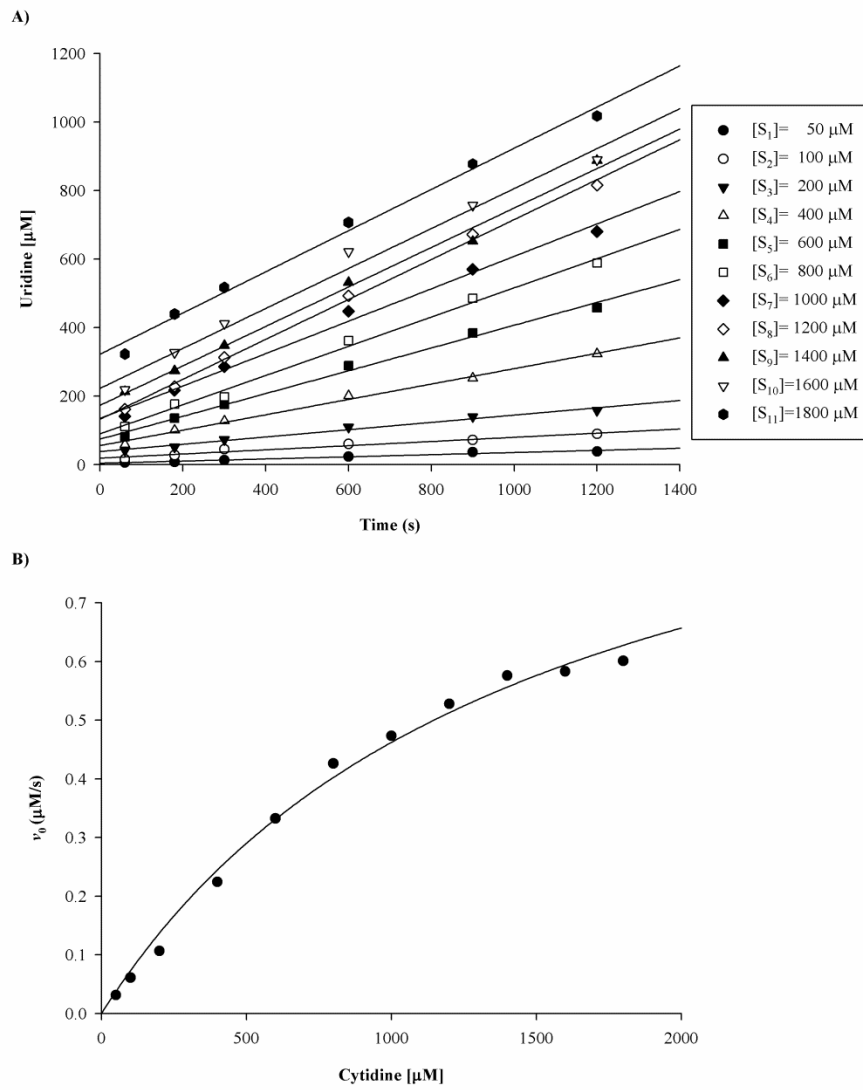 A)
1200
1000
800
600
400
200
0
Uridine [µM]
0 200 400 600 800 1000 1200 1400
Time (s)
[S1]= 50 µM
[S2]= 100 µM
[S3]= 200 µM
[S4]= 400 µM
[S5]= 600 µM
[S6]= 800 µM
[S7]= 1000 µM
[S8]= 1200 µM
[S9]= 1400 µM
[S10]=1600 µM
[S11]=1800 µM
B)
0.7
0.6
0.5
0.4
0.3
0.2
0.1
0.0
v0 (µM/s)
0 500 1000 1500 2000
Cytidine [µM]